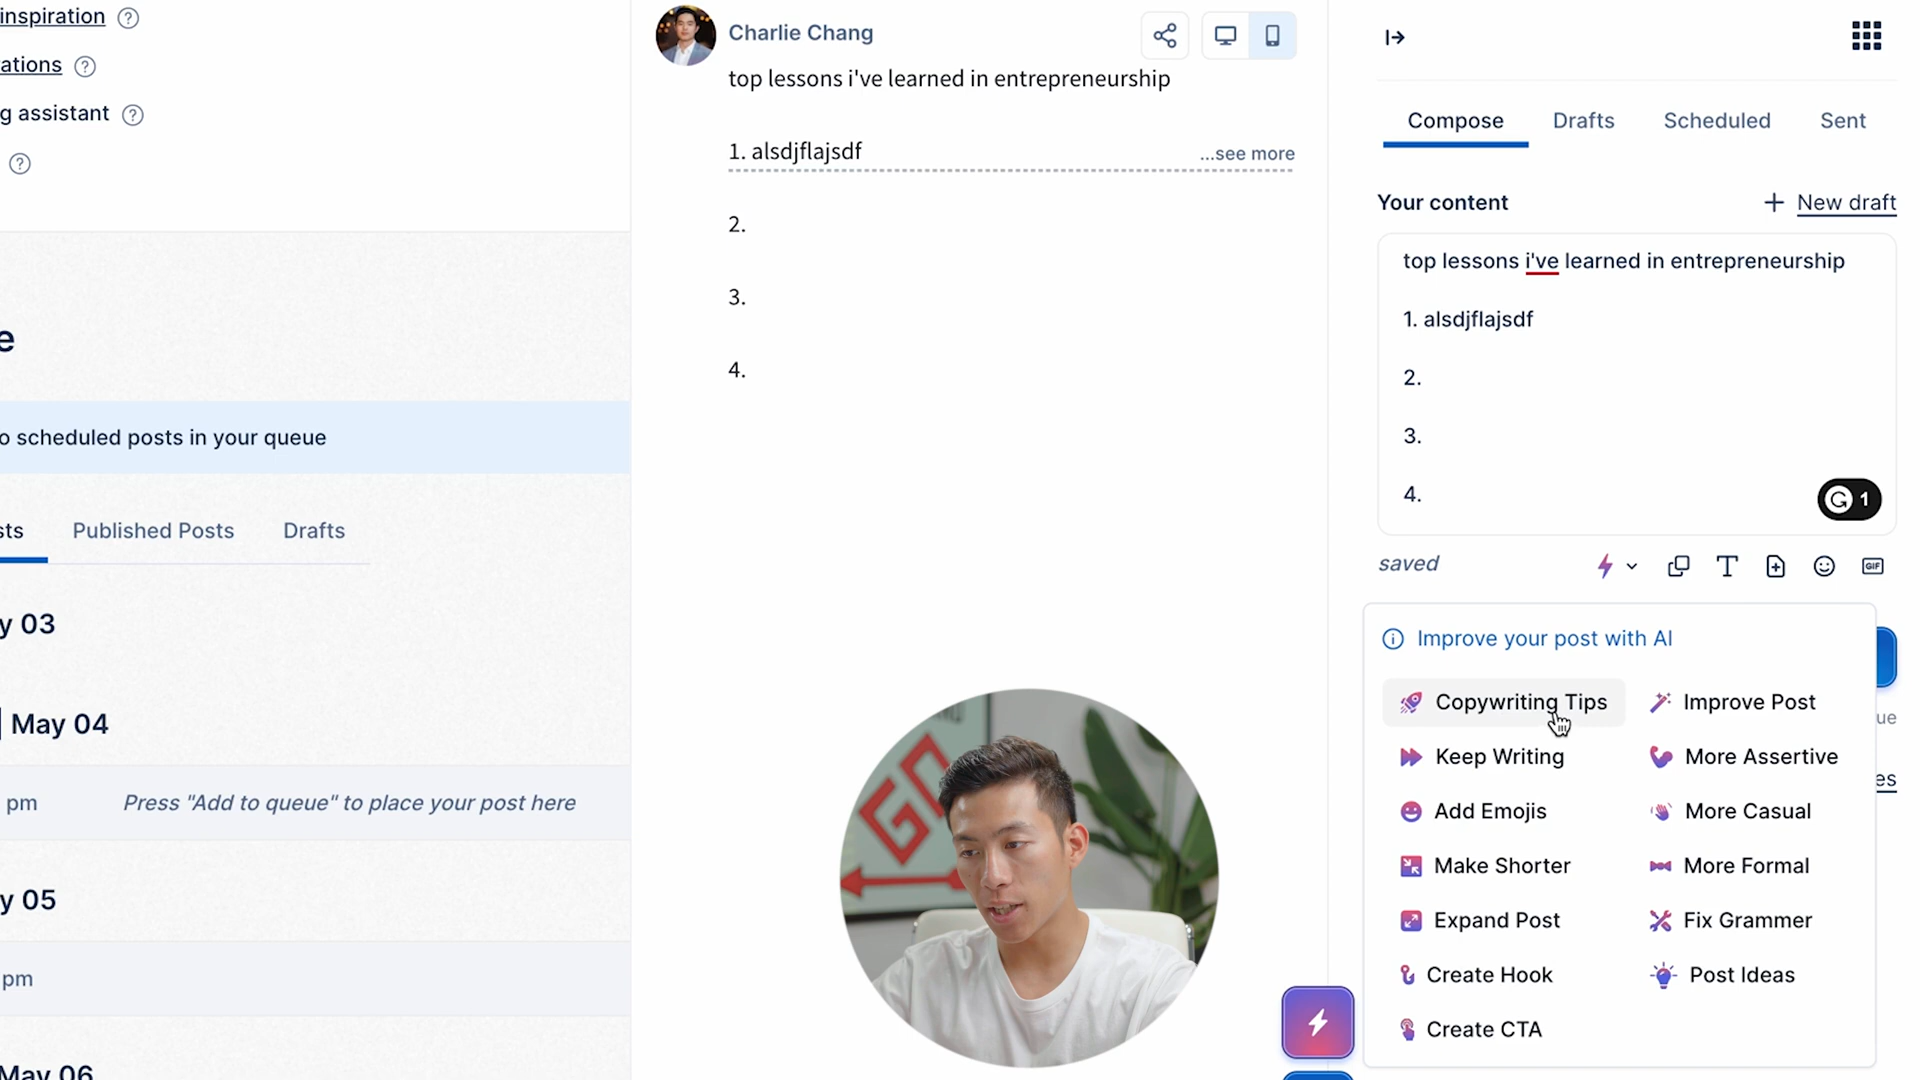 inspiration
ations
g assistant
e
o scheduled posts in your queue
sts
Published Posts
Drafts
y 03
May 04
pm
Press "Add to queue" to place your post here
y 05
pm
May 06
Charlie Chang
top lessons i've learned in entrepreneurship
1. alsdjflajsdf
...see more
2.
3.
4.
GO
Compose
Drafts
Scheduled
Sent
Your content
New draft
top lessons i've learned in entrepreneurship
1. alsdjflajsdf
2.
3.
4.
G 1
saved
T
GIF
Improve your post with AI
Copywriting Tips
Improve Post
Keep Writing
More Assertive
Add Emojis
More Casual
Make Shorter
More Formal
Expand Post
Fix Grammer
Create Hook
Post Ideas
Create CTA
ue
es